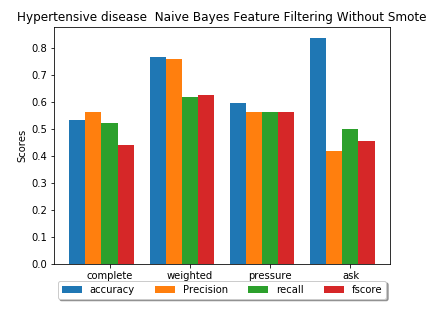 Hypertensive disease  Naive Bayes Feature Filtering Without Smote
0.8
0.7
0.6
0.5
0.4
0.3
0.2
0.1
0.0
Scores
complete weighted pressure ask
accuracy Precision recall fscore